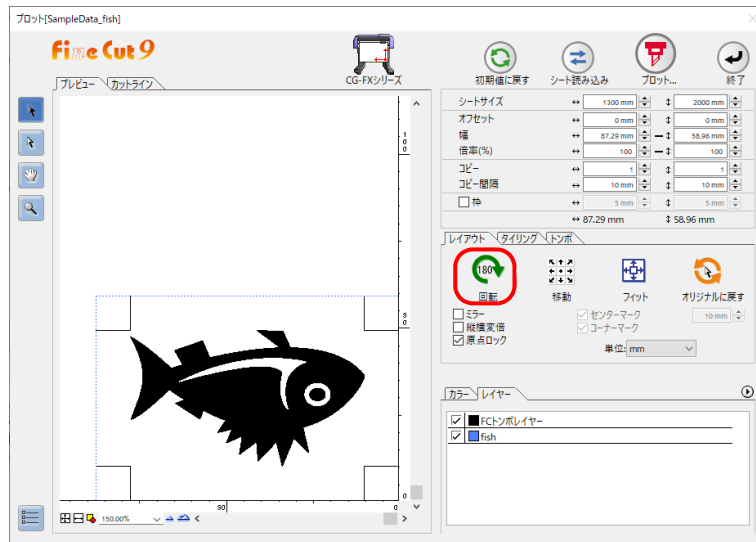 プロット[SampleData_fish]
FineCut9
CG-FXシリーズ
初期値に戻す シート読み込み プロット... 終了
プレビュー カットライン
シートサイズ ⇔ 1300 mm ⇕ 2000 mm
オフセット ⇔ 0 mm ⇕ 0 mm
幅 ⇔ 87.29 mm ⇕ 58.96 mm
倍率(%) ⇔ 100 ⇕ 100
コピー ⇔ 1 ⇕ 1
コピー間隔 ⇔ 10 mm ⇕ 10 mm
枠 ⇔ 5 mm ⇕ 5 mm
⇔ 87.29 mm ⇕ 58.96 mm
レイアウト タイリング トンボ
180°
回転 移動 フィット オリジナルに戻す
ミラー センターマーク 10 mm
縦横変倍 コーナーマーク
原点ロック
単位: mm
カラー レイヤー
FCトンボレイヤー
fish
100
50
0
50 0
150.00%